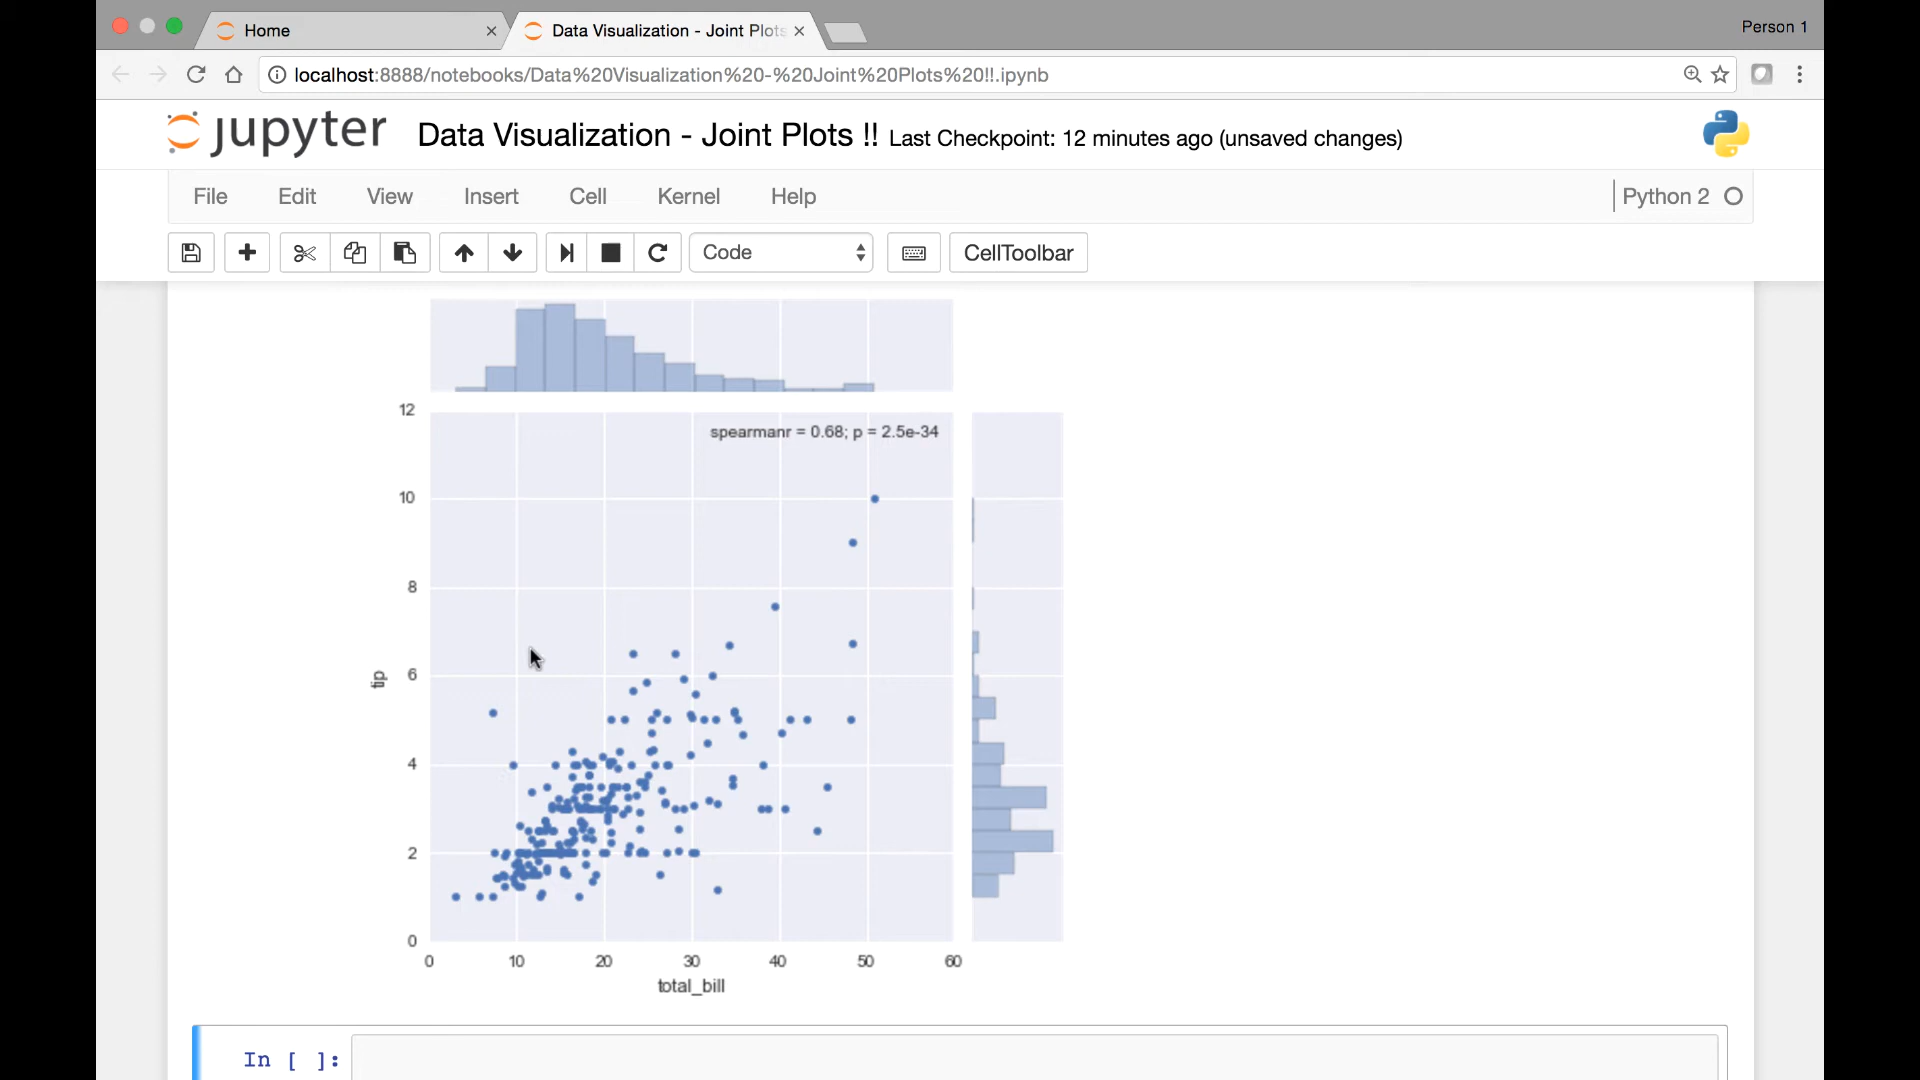 Home
Data Visualization - Joint Plots
Person 1
localhost:8888/notebooks/Data%20Visualization%20-%20Joint%20Plots%20!!.ipynb
jupyter Data Visualization - Joint Plots !! Last Checkpoint: 12 minutes ago (unsaved changes)
File Edit View Insert Cell Kernel Help Python 2
Code CellToolbar
12
spearmanr = 0.68; p = 2.5e-34
10
8
tip
6
4
2
0
0 10 20 30 40 50 60
total_bill
In [ ]: